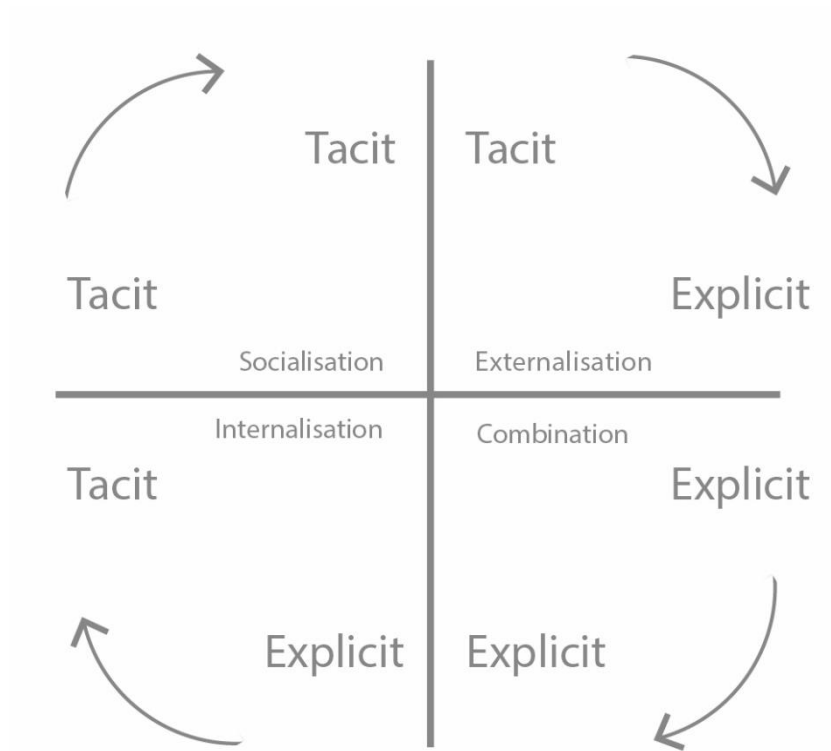 Tacit Tacit
Tacit Explicit
Socialisation Externalisation
Internalisation Combination
Tacit Explicit
Explicit Explicit